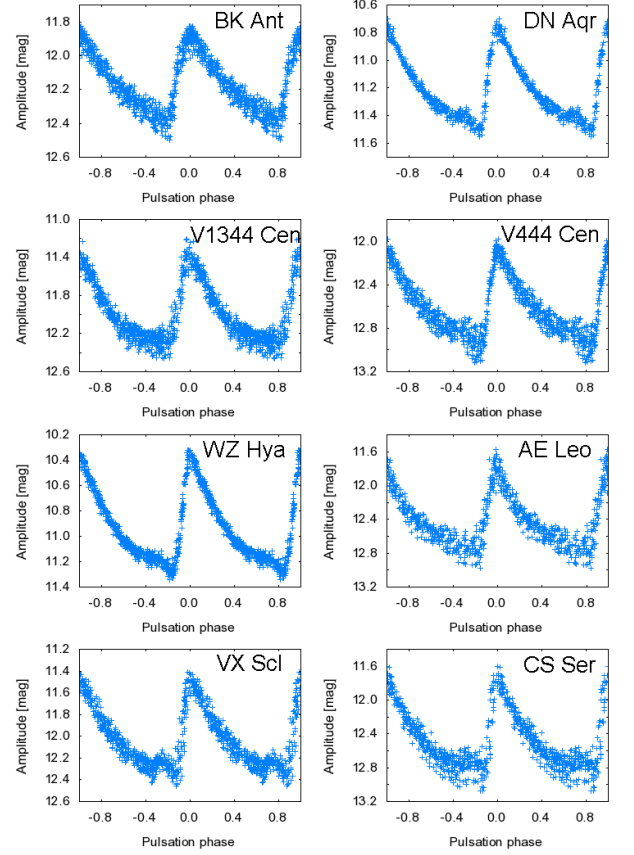 BK Ant
Amplitude [mag]
11.8
12.0
12.2
12.4
12.6
-0.8 -0.4 0.0 0.4 0.8
Pulsation phase
DN Aqr
Amplitude [mag]
10.6
10.8
11.0
11.2
11.4
11.6
-0.8 -0.4 0.0 0.4 0.8
Pulsation phase
V1344 Cen
Amplitude [mag]
11.0
11.4
11.8
12.2
12.6
-0.8 -0.4 0.0 0.4 0.8
Pulsation phase
V444 Cen
Amplitude [mag]
12.0
12.4
12.8
13.2
-0.8 -0.4 0.0 0.4 0.8
Pulsation phase
WZ Hya
Amplitude [mag]
10.2
10.4
10.6
10.8
11.0
11.2
11.4
-0.8 -0.4 0.0 0.4 0.8
Pulsation phase
AE Leo
Amplitude [mag]
11.6
12.0
12.4
12.8
13.2
-0.8 -0.4 0.0 0.4 0.8
Pulsation phase
VX Scl
Amplitude [mag]
11.2
11.4
11.6
11.8
12.0
12.2
12.4
12.6
-0.8 -0.4 0.0 0.4 0.8
Pulsation phase
CS Ser
Amplitude [mag]
11.6
12.0
12.4
12.8
13.2
-0.8 -0.4 0.0 0.4 0.8
Pulsation phase